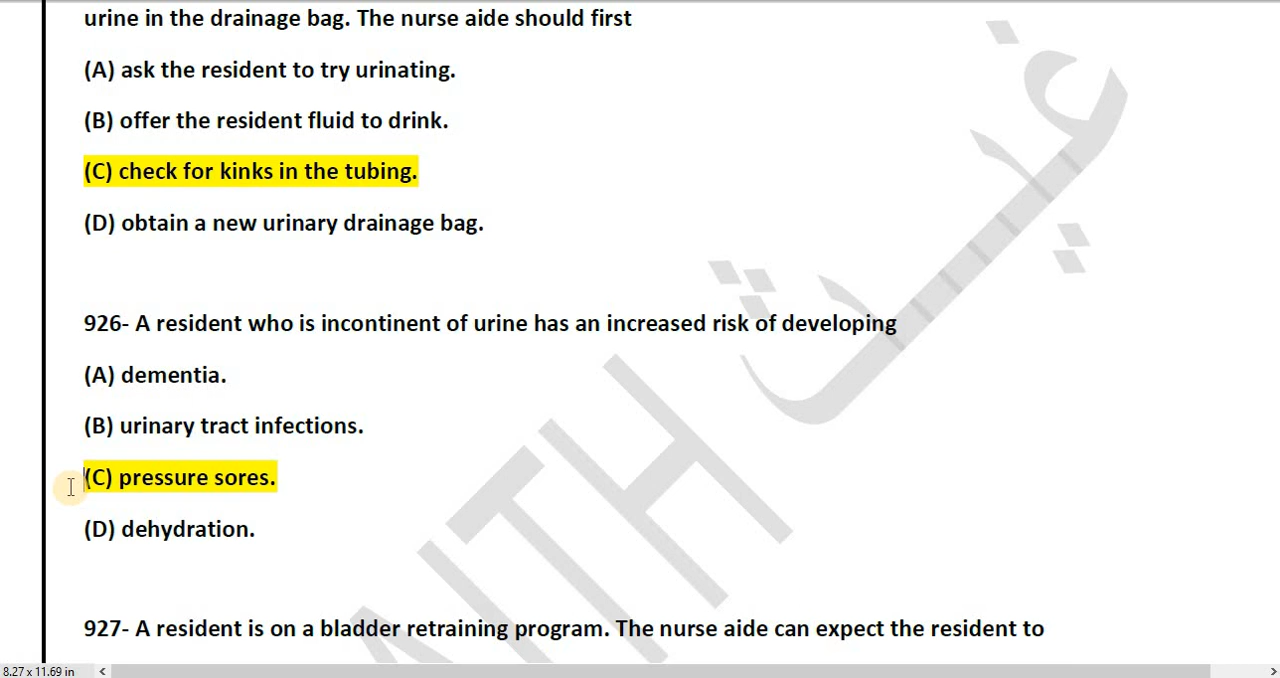 urine in the drainage bag. The nurse aide should first
(A) ask the resident to try urinating.
(B) offer the resident fluid to drink.
(C) check for kinks in the tubing.
(D) obtain a new urinary drainage bag.
926- A resident who is incontinent of urine has an increased risk of developing
(A) dementia.
(B) urinary tract infections.
(C) pressure sores.
(D) dehydration.
927- A resident is on a bladder retraining program. The nurse aide can expect the resident to
8.27 x 11.69 in